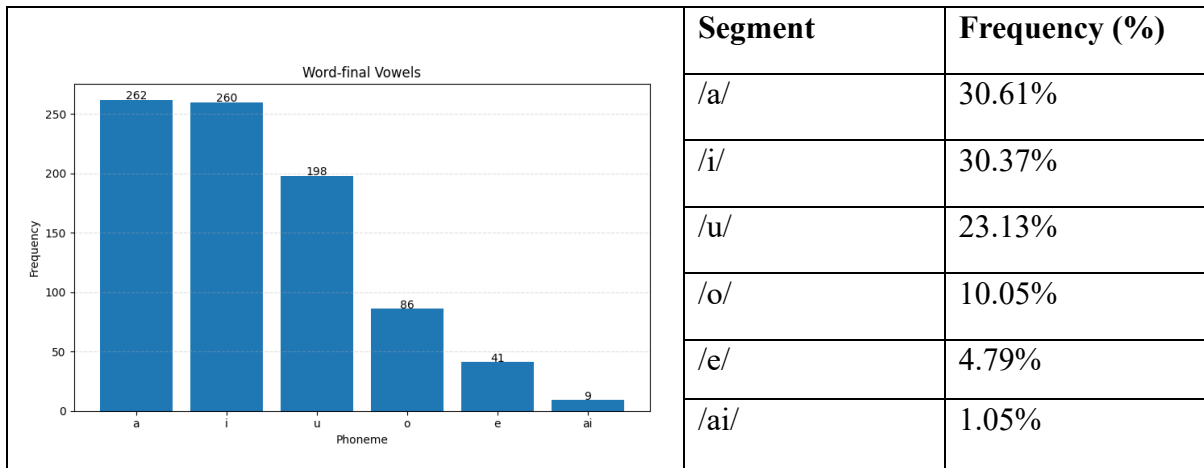 Word-final Vowels
Frequency
250
200
150
100
50
0
262
260
198
86
41
9
a i u o e ai
Phoneme
Segment Frequency (%)
/a/ 30.61%
/i/ 30.37%
/u/ 23.13%
/o/ 10.05%
/e/ 4.79%
/ai/ 1.05%